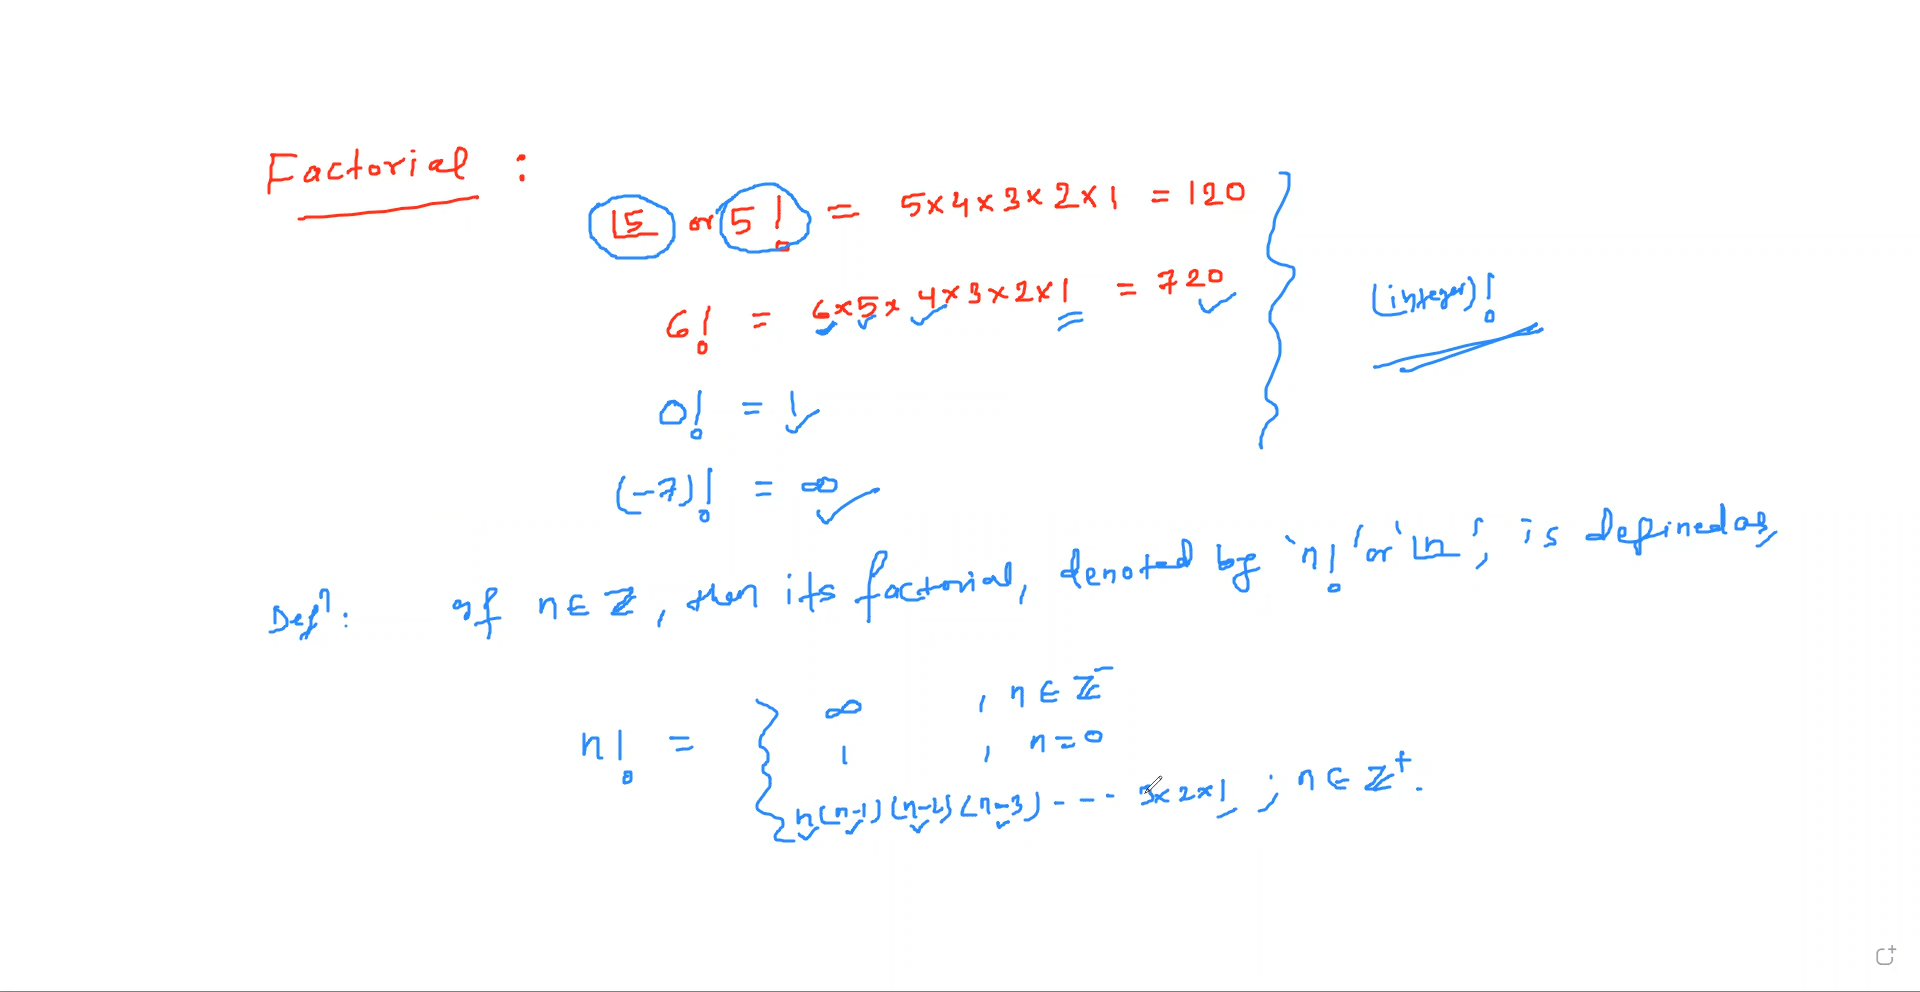 Factorial :
|5 or 5! = 5×4×3×2×1 = 120
6! = 6×5×4×3×2×1 = 720
(integer)!
0! = 1
(-7)! = ∞
Defⁿ: If n ∈ ℤ, then its factorial, denoted by 'n!' or '|n', is defined as,
n! = { ∞ , n ∈ ℤ⁻
1 , n = 0
n(n-1)(n-2)(n-3) - - - - 3×2×1 ; n ∈ ℤ⁺.